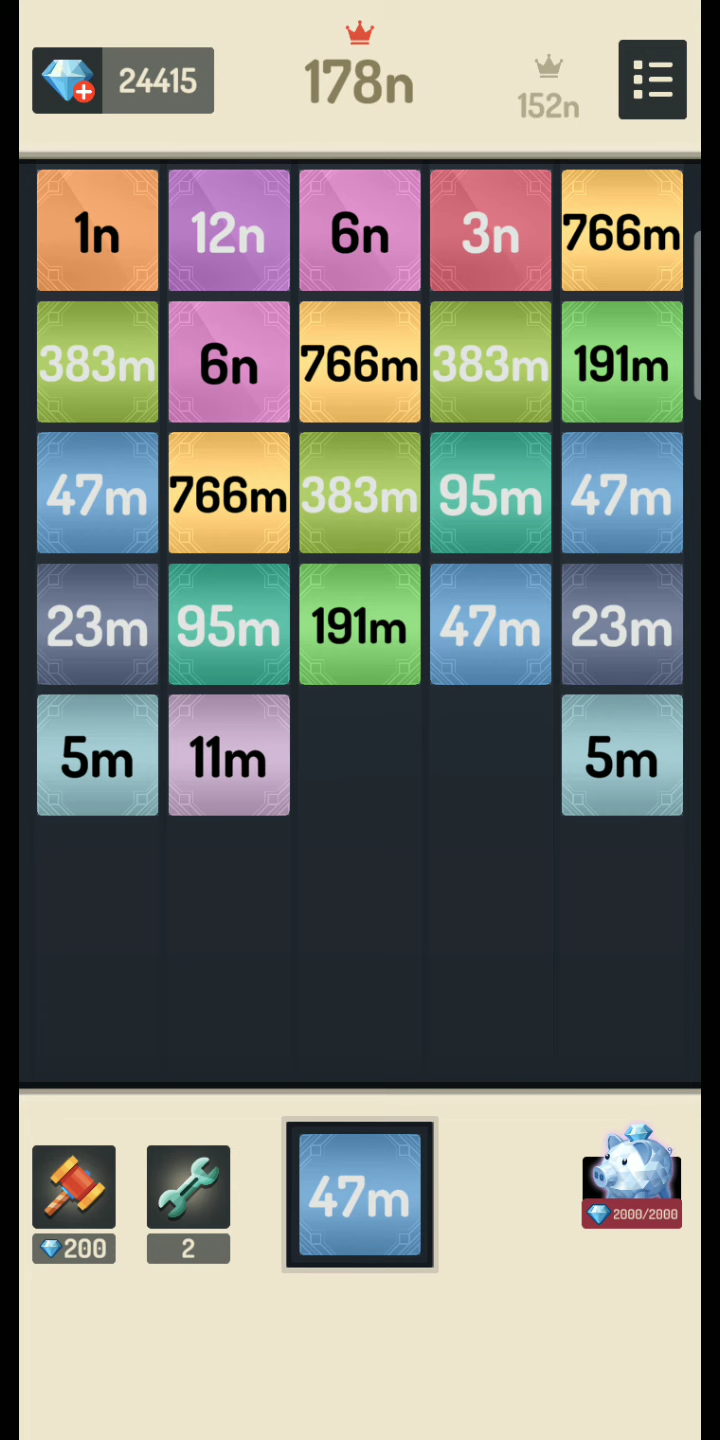 24415
178n
152n
1n 12n 6n 3n 766m
383m 6n 766m 383m 191m
47m 766m 383m 95m 47m
23m 95m 191m 47m 23m
5m 11m 5m
47m
200
2
2000/2000